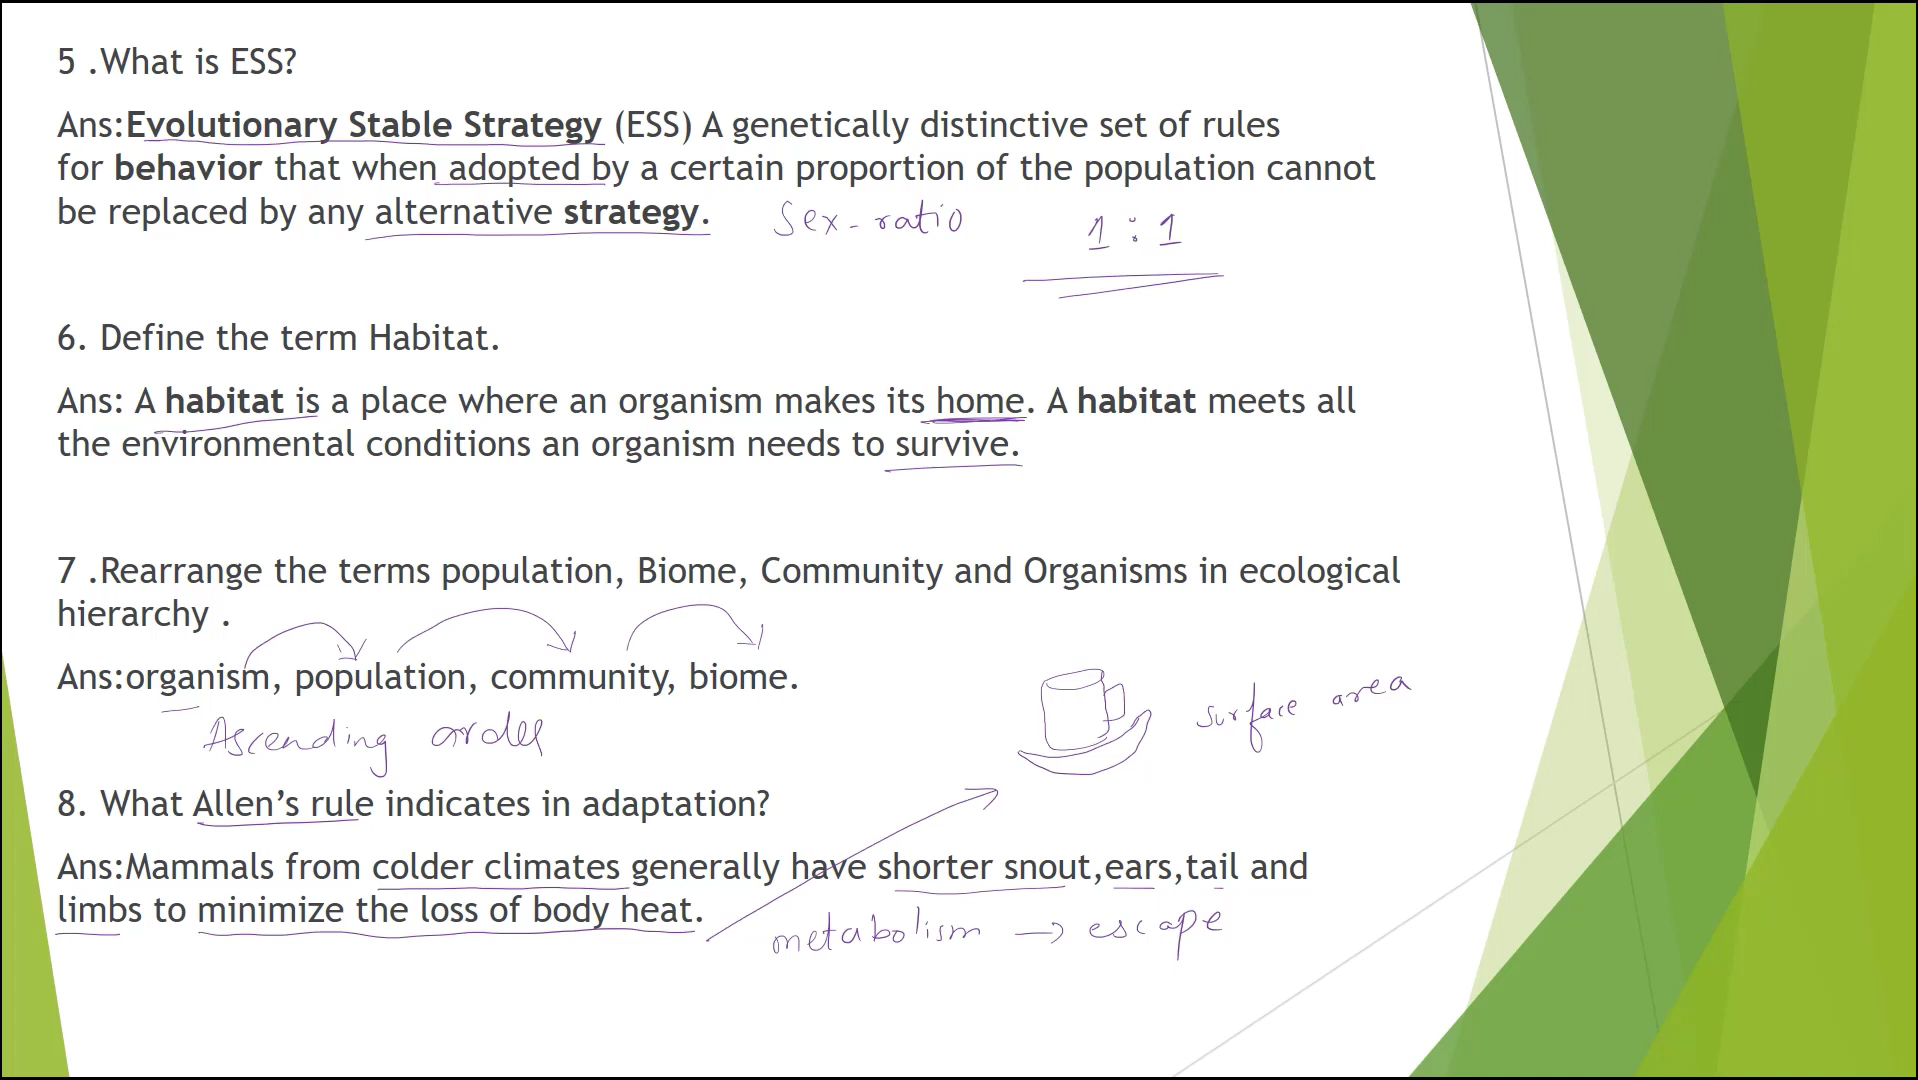 5 .What is ESS?
Ans:Evolutionary Stable Strategy (ESS) A genetically distinctive set of rules
for behavior that when adopted by a certain proportion of the population cannot
be replaced by any alternative strategy.
Sex-ratio 1:1
6. Define the term Habitat.
Ans: A habitat is a place where an organism makes its home. A habitat meets all
the environmental conditions an organism needs to survive.
7 .Rearrange the terms population, Biome, Community and Organisms in ecological
hierarchy .
Ans:organism, population, community, biome.
surface area
Ascending order
8. What Allen’s rule indicates in adaptation?
Ans:Mammals from colder climates generally have shorter snout,ears,tail and
limbs to minimize the loss of body heat.
metabolism → escape